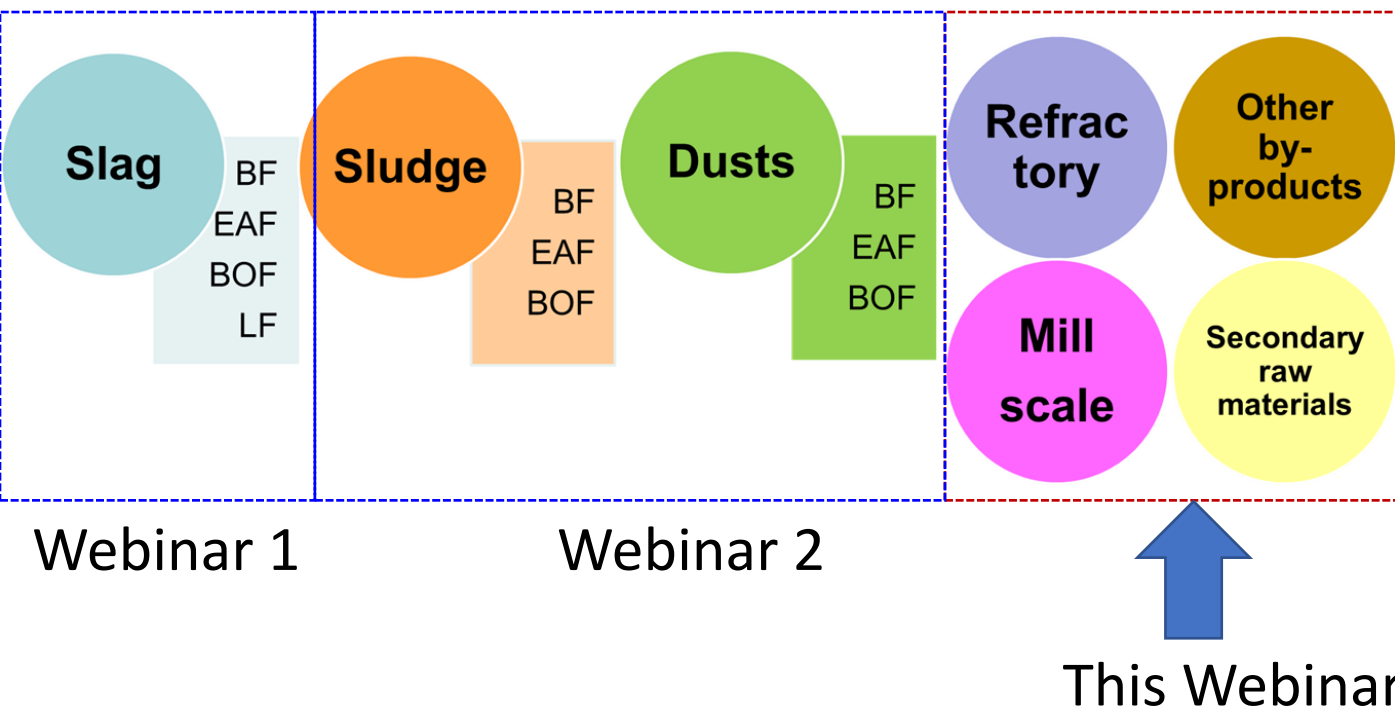 Slag
BF
EAF
BOF
LF
Sludge
BF
EAF
BOF
Dusts
BF
EAF
BOF
Refrac
tory
Other
by-
products
Mill
scale
Secondary
raw
materials
Webinar 1
Webinar 2
This Webinar